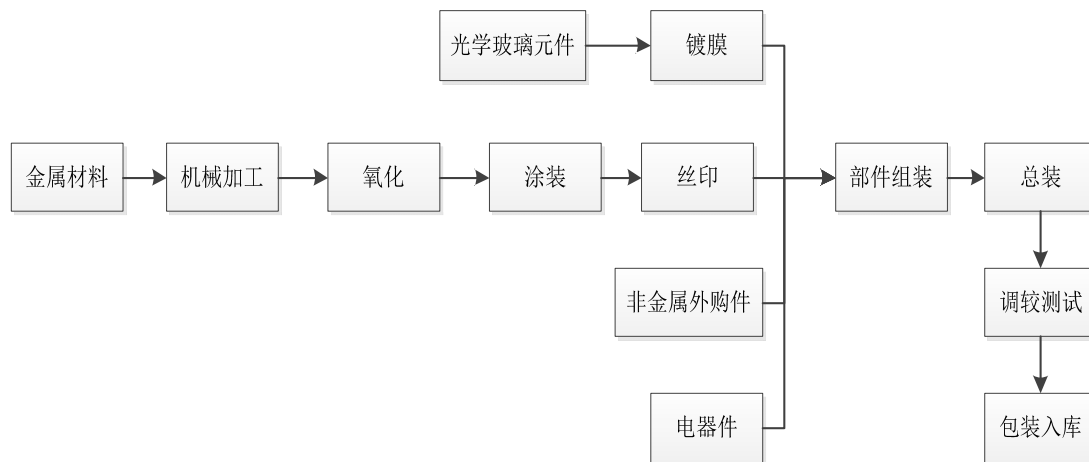 光学玻璃元件
镀膜
金属材料
机械加工
氧化
涂装
丝印
部件组装
总装
非金属外购件
调较测试
电器件
包装入库